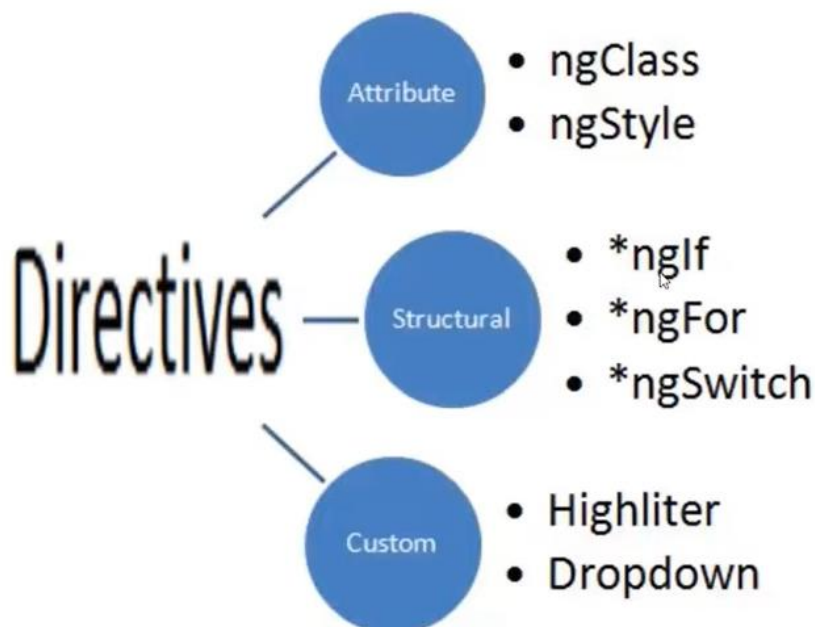 Directives
Attribute
• ngClass
• ngStyle
Structural
• *ngIf
• *ngFor
• *ngSwitch
Custom
• Highliter
• Dropdown